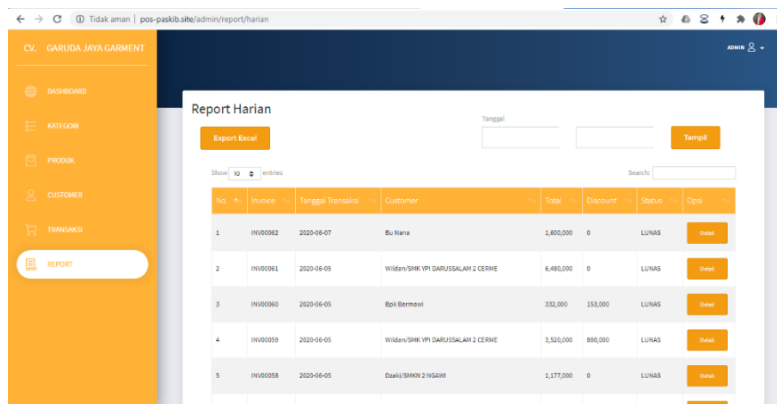 Tidak aman | pos-paskib.site/admin/report/harian
CV. GARUDA JAYA GARMENT
ADMIN
DASHBOARD
KATEGORI
PRODUK
CUSTOMER
TRANSAKSI
REPORT
Report Harian
Tanggal
Export Excel
Tampil
Show 10 entries
Search:
No. Invoice Tanggal Transaksi Customer Total Discount Status Opsi
1 INV00062 2020-06-07 Bu Nana 1,600,000 0 LUNAS Detail
2 INV00061 2020-06-05 Wildan/SMK YPI DARUSSALAM 2 CERME 6,480,000 0 LUNAS Detail
3 INV00060 2020-06-05 Bpk Bermawi 332,000 153,000 LUNAS Detail
4 INV00059 2020-06-05 Wildan/SMK YPI DARUSSALAM 2 CERME 3,520,000 880,000 LUNAS Detail
5 INV00058 2020-06-05 Dzaki/SMKN 2 NGAWI 1,177,000 0 LUNAS Detail